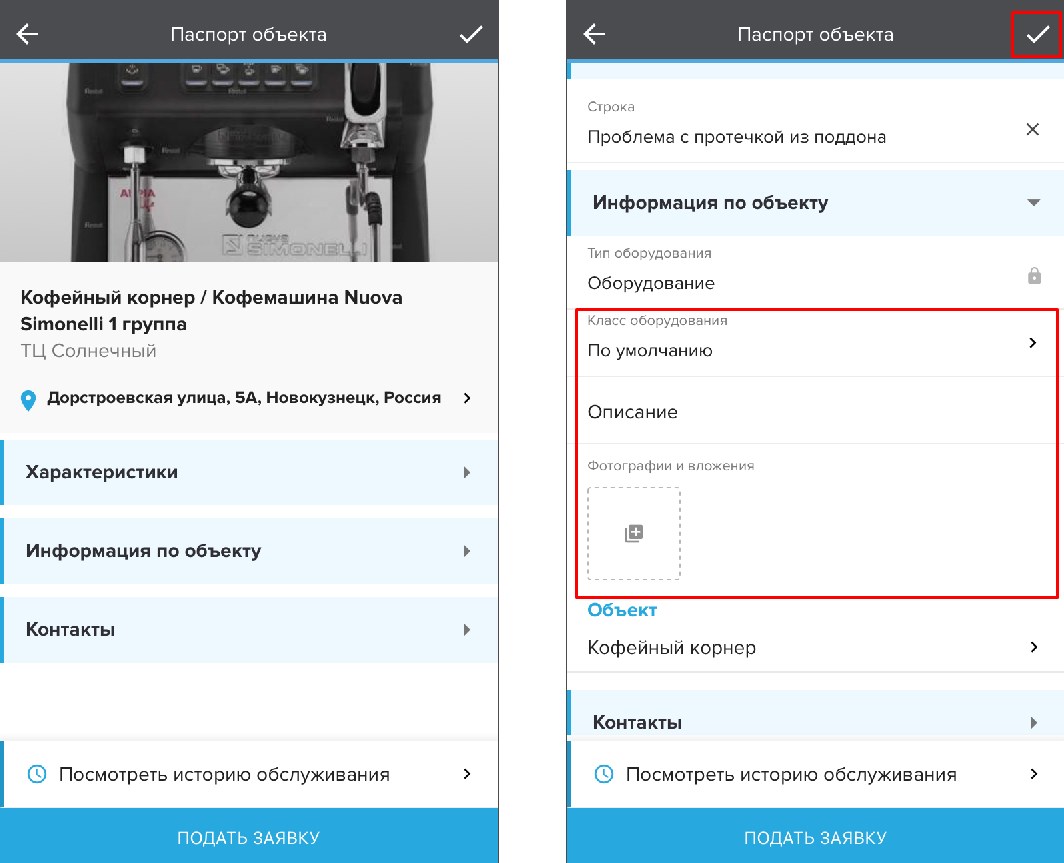 Паспорт объекта
NUOVA
SIMONELLI
Кофейный корнер / Кофемашина Nuova
Simonelli 1 группа
ТЦ Солнечный
Дорстроевская улица, 5А, Новокузнецк, Россия
Характеристики
Информация по объекту
Контакты
Посмотреть историю обслуживания
ПОДАТЬ ЗАЯВКУ
Паспорт объекта
Строка
Проблема с протечкой из поддона
Информация по объекту
Тип оборудования
Оборудование
Класс оборудования
По умолчанию
Описание
Фотографии и вложения
Объект
Кофейный корнер
Контакты
Посмотреть историю обслуживания
ПОДАТЬ ЗАЯВКУ